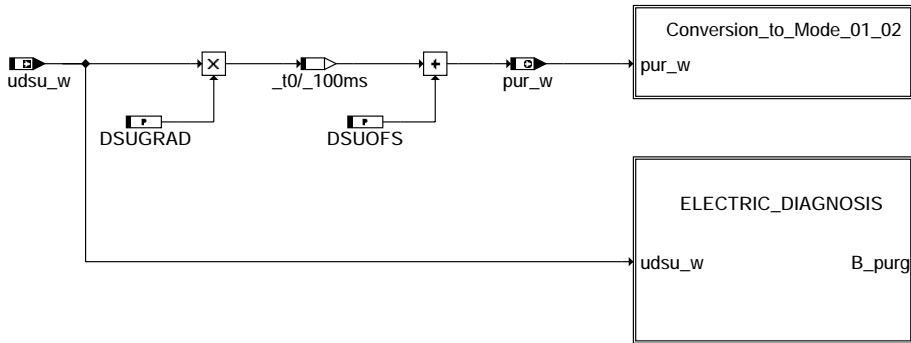 Conversion_to_Mode_01_02
udsu_w
×
_t0/_100ms
+
pur_w
pur_w
P
DSUGRAD
P
DSUOFS
ELECTRIC_DIAGNOSIS
udsu_w
B_purg